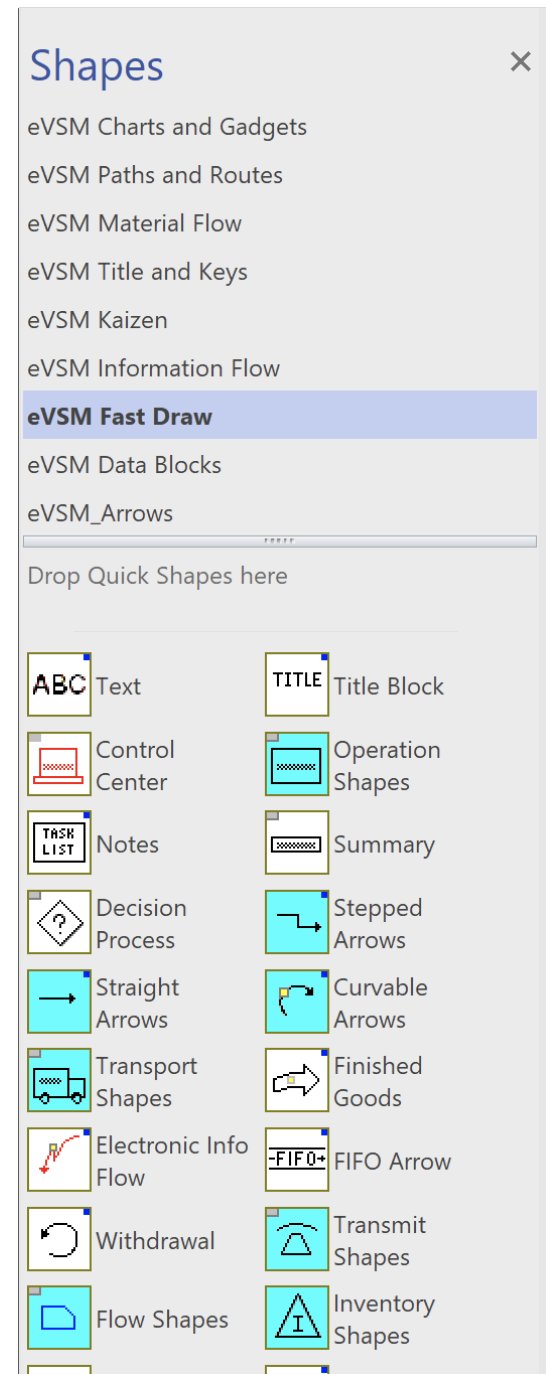 Shapes
eVSM Charts and Gadgets
eVSM Paths and Routes
eVSM Material Flow
eVSM Title and Keys
eVSM Kaizen
eVSM Information Flow
eVSM Fast Draw
eVSM Data Blocks
eVSM_Arrows
Drop Quick Shapes here
ABC Text
TITLE Title Block
Control
Center
Operation
Shapes
TASK
LIST
Notes
Summary
?
Decision
Process
Stepped
Arrows
Straight
Arrows
Curvable
Arrows
Transport
Shapes
Finished
Goods
Electronic Info
Flow
FIFO FIFO Arrow
Withdrawal
Transmit
Shapes
Flow Shapes
I
Inventory
Shapes